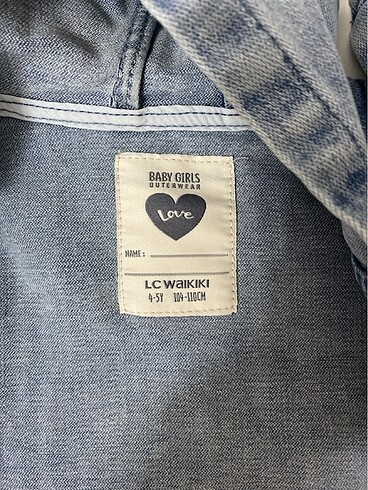 BABY GIRLS
OUTERWEAR
Love
NAME:
LC WAIKIKI
4-5Y 104-110CM